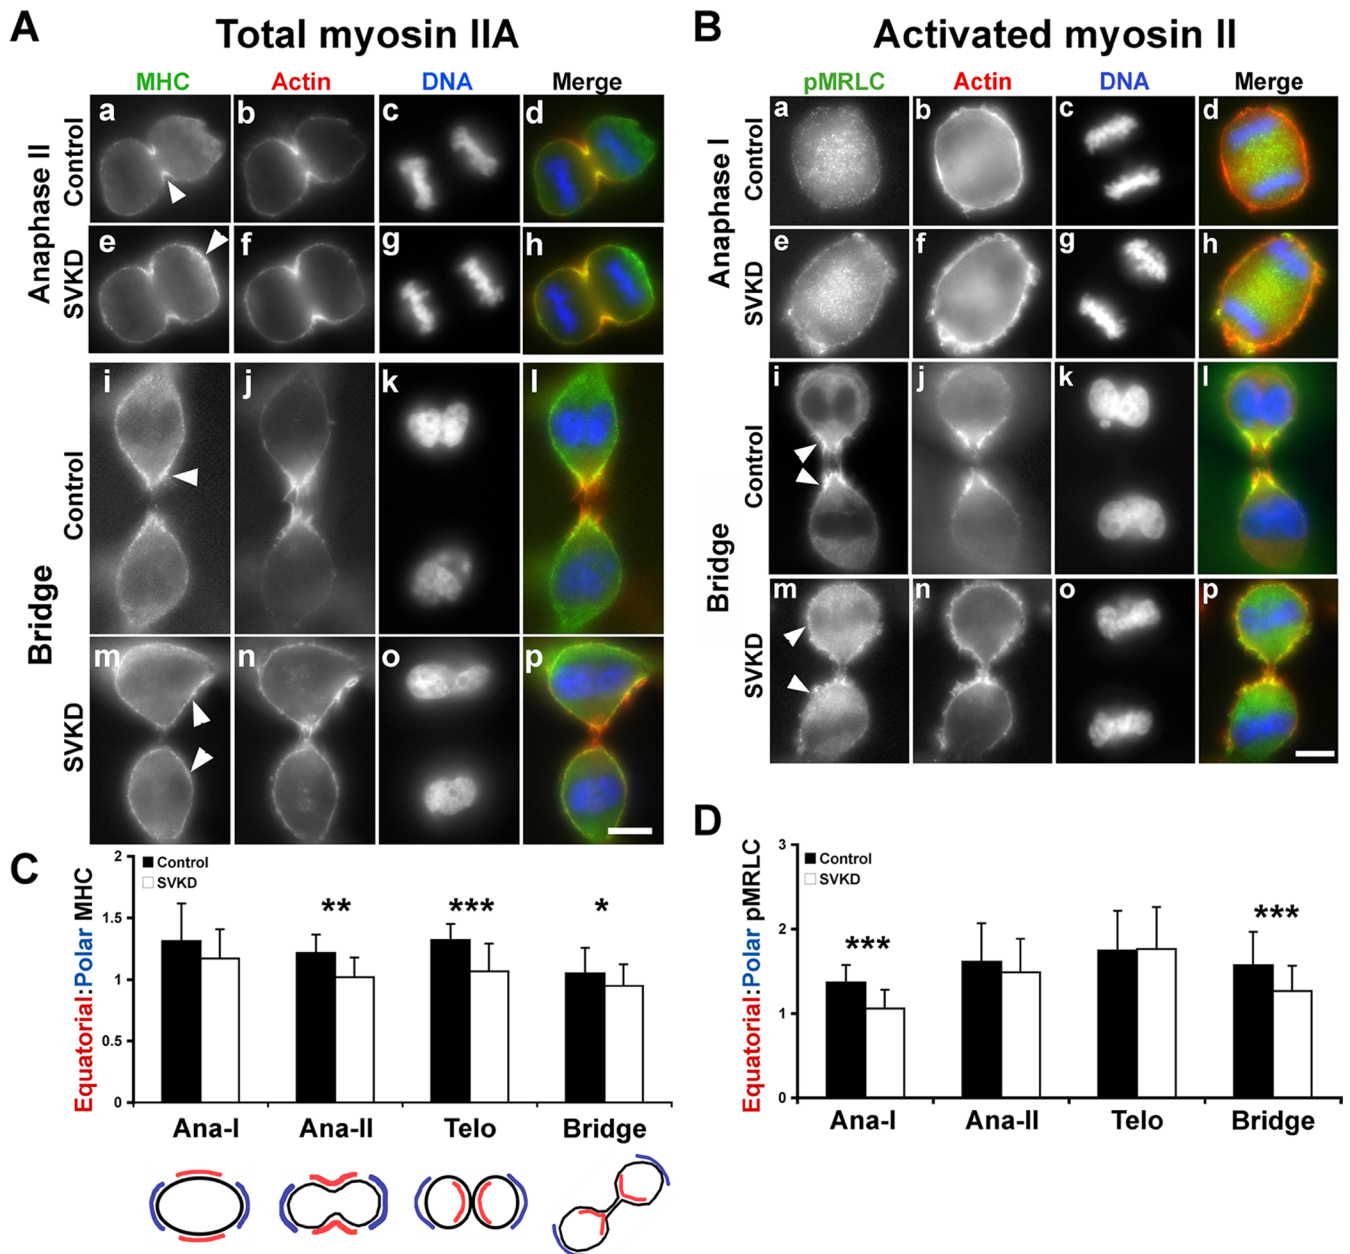 A Total myosin IIA
MHC Actin DNA Merge
Anaphase II
Control
a b c d
SVKD
e f g h
Bridge
Control
i j k l
SVKD
m n o p
B Activated myosin II
pMRLC Actin DNA Merge
Anaphase I
Control
a b c d
SVKD
e f g h
Bridge
Control
i j k l
SVKD
m n o p
C
Equatorial:Polar MHC
2
1.5
1
0.5
0
Control
SVKD
** *** *
Ana-I Ana-II Telo Bridge
D
Equatorial:Polar pMRLC
3
2
1
0
Control
SVKD
*** ***
Ana-I Ana-II Telo Bridge